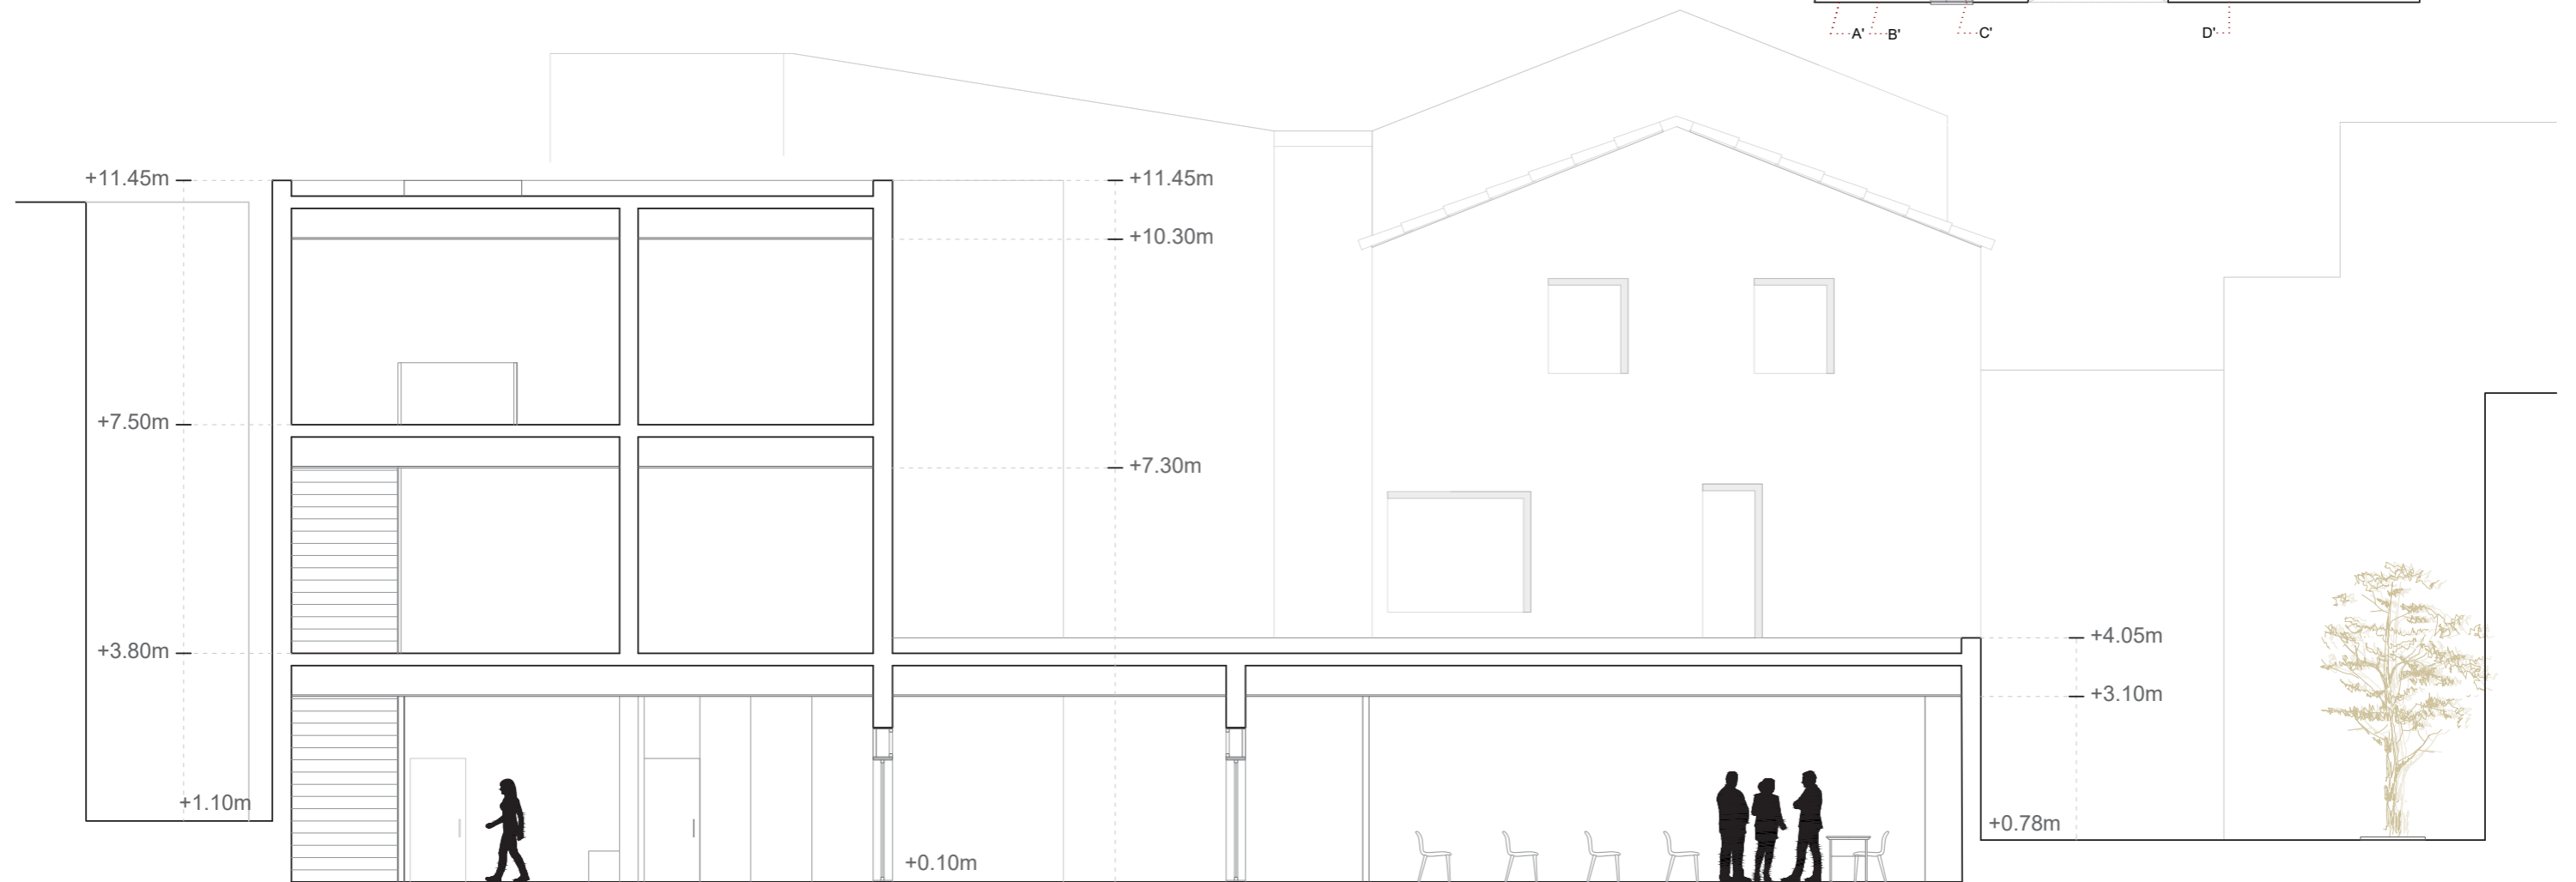 A' B' C' D'
+11.45m +11.45m
+10.30m
+7.50m
+7.30m
+3.80m +4.05m
+3.10m
+1.10m
+0.78m
+0.10m